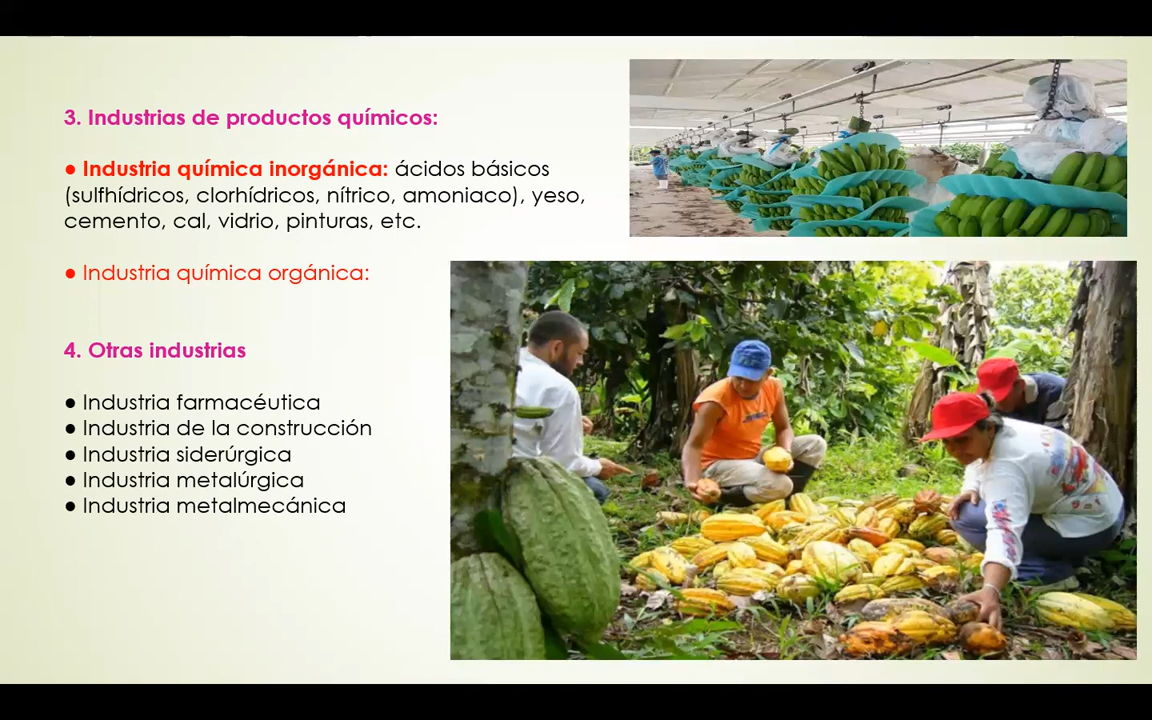 3. Industrias de productos químicos:
● Industria química inorgánica: ácidos básicos
(sulfhídricos, clorhídricos, nítrico, amoniaco), yeso,
cemento, cal, vidrio, pinturas, etc.
● Industria química orgánica:
4. Otras industrias
● Industria farmacéutica
● Industria de la construcción
● Industria siderúrgica
● Industria metalúrgica
● Industria metalmecánica